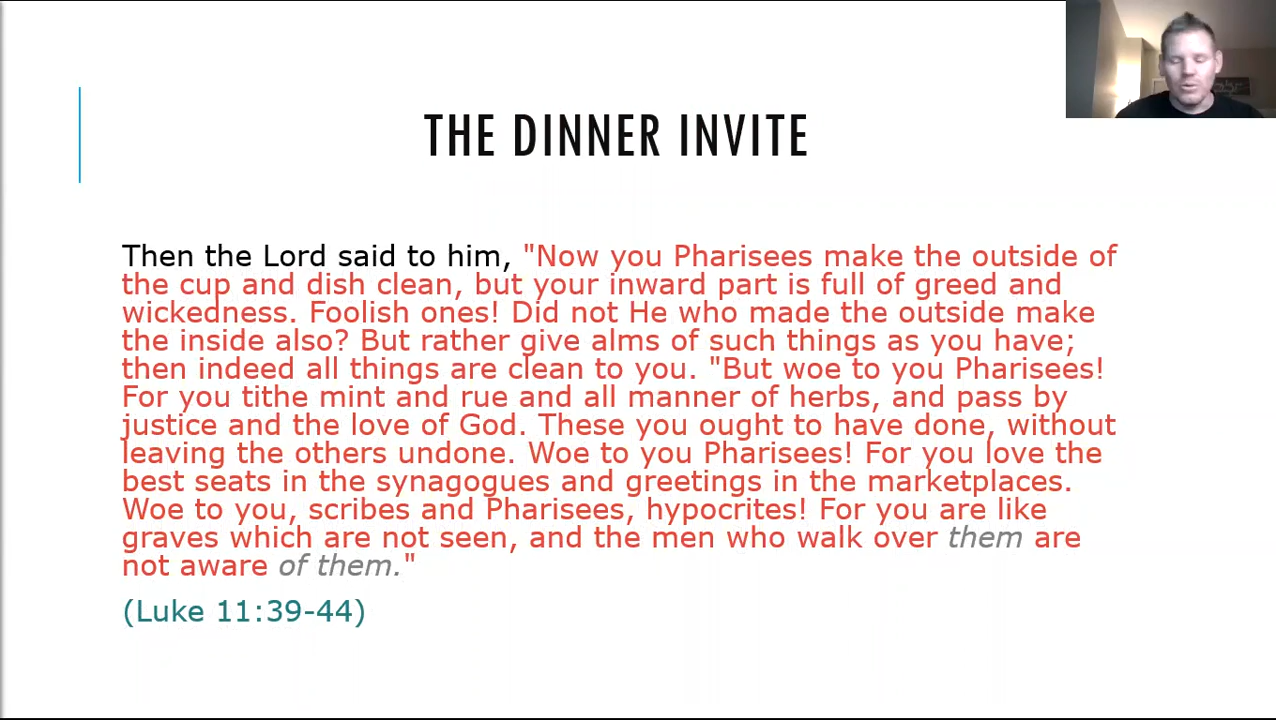 THE DINNER INVITE
Then the Lord said to him, "Now you Pharisees make the outside of
the cup and dish clean, but your inward part is full of greed and
wickedness. Foolish ones! Did not He who made the outside make
the inside also? But rather give alms of such things as you have;
then indeed all things are clean to you. "But woe to you Pharisees!
For you tithe mint and rue and all manner of herbs, and pass by
justice and the love of God. These you ought to have done, without
leaving the others undone. Woe to you Pharisees! For you love the
best seats in the synagogues and greetings in the marketplaces.
Woe to you, scribes and Pharisees, hypocrites! For you are like
graves which are not seen, and the men who walk over them are
not aware of them."
(Luke 11:39-44)